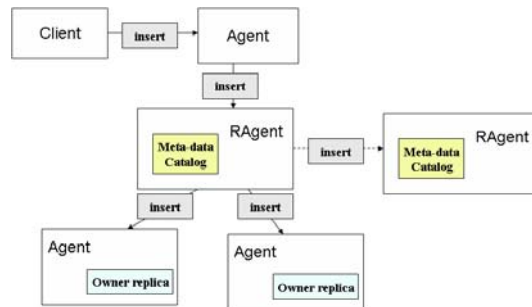 Client
insert
Agent
insert
RAgent
Meta-data
Catalog
insert
RAgent
Meta-data
Catalog
insert
insert
Agent
Owner replica
Agent
Owner replica